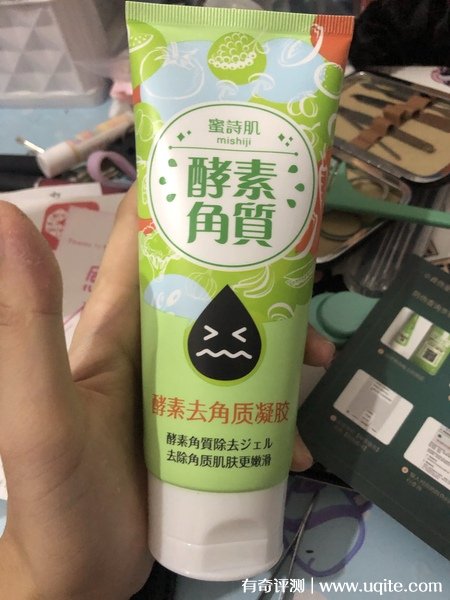 蜜詩肌
mishiji
酵素
角質
酵素去角质凝胶
酵素角質除去ジェル
去除角质肌肤更嫩滑
有奇评测 | www.uqite.com